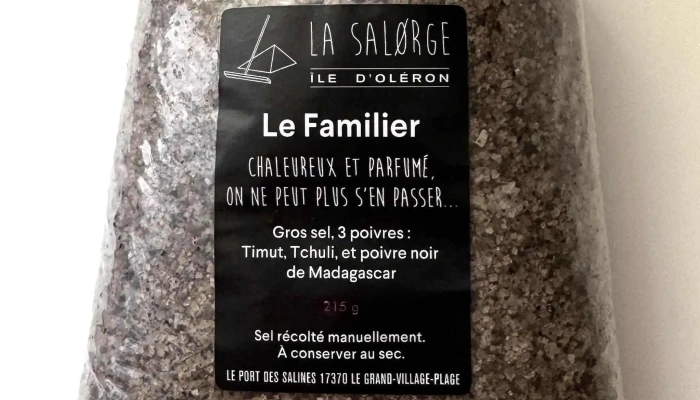 LA SALØRGE
ÎLE D'OLÉRON
Le Familier
CHALEUREUX ET PARFUMÉ,
ON NE PEUT PLUS S'EN PASSER...
Gros sel, 3 poivres :
Timut, Tchuli, et poivre noir
de Madagascar
215 g
Sel récolté manuellement.
À conserver au sec.
LE PORT DES SALINES 17370 LE GRAND-VILLAGE-PLAGE